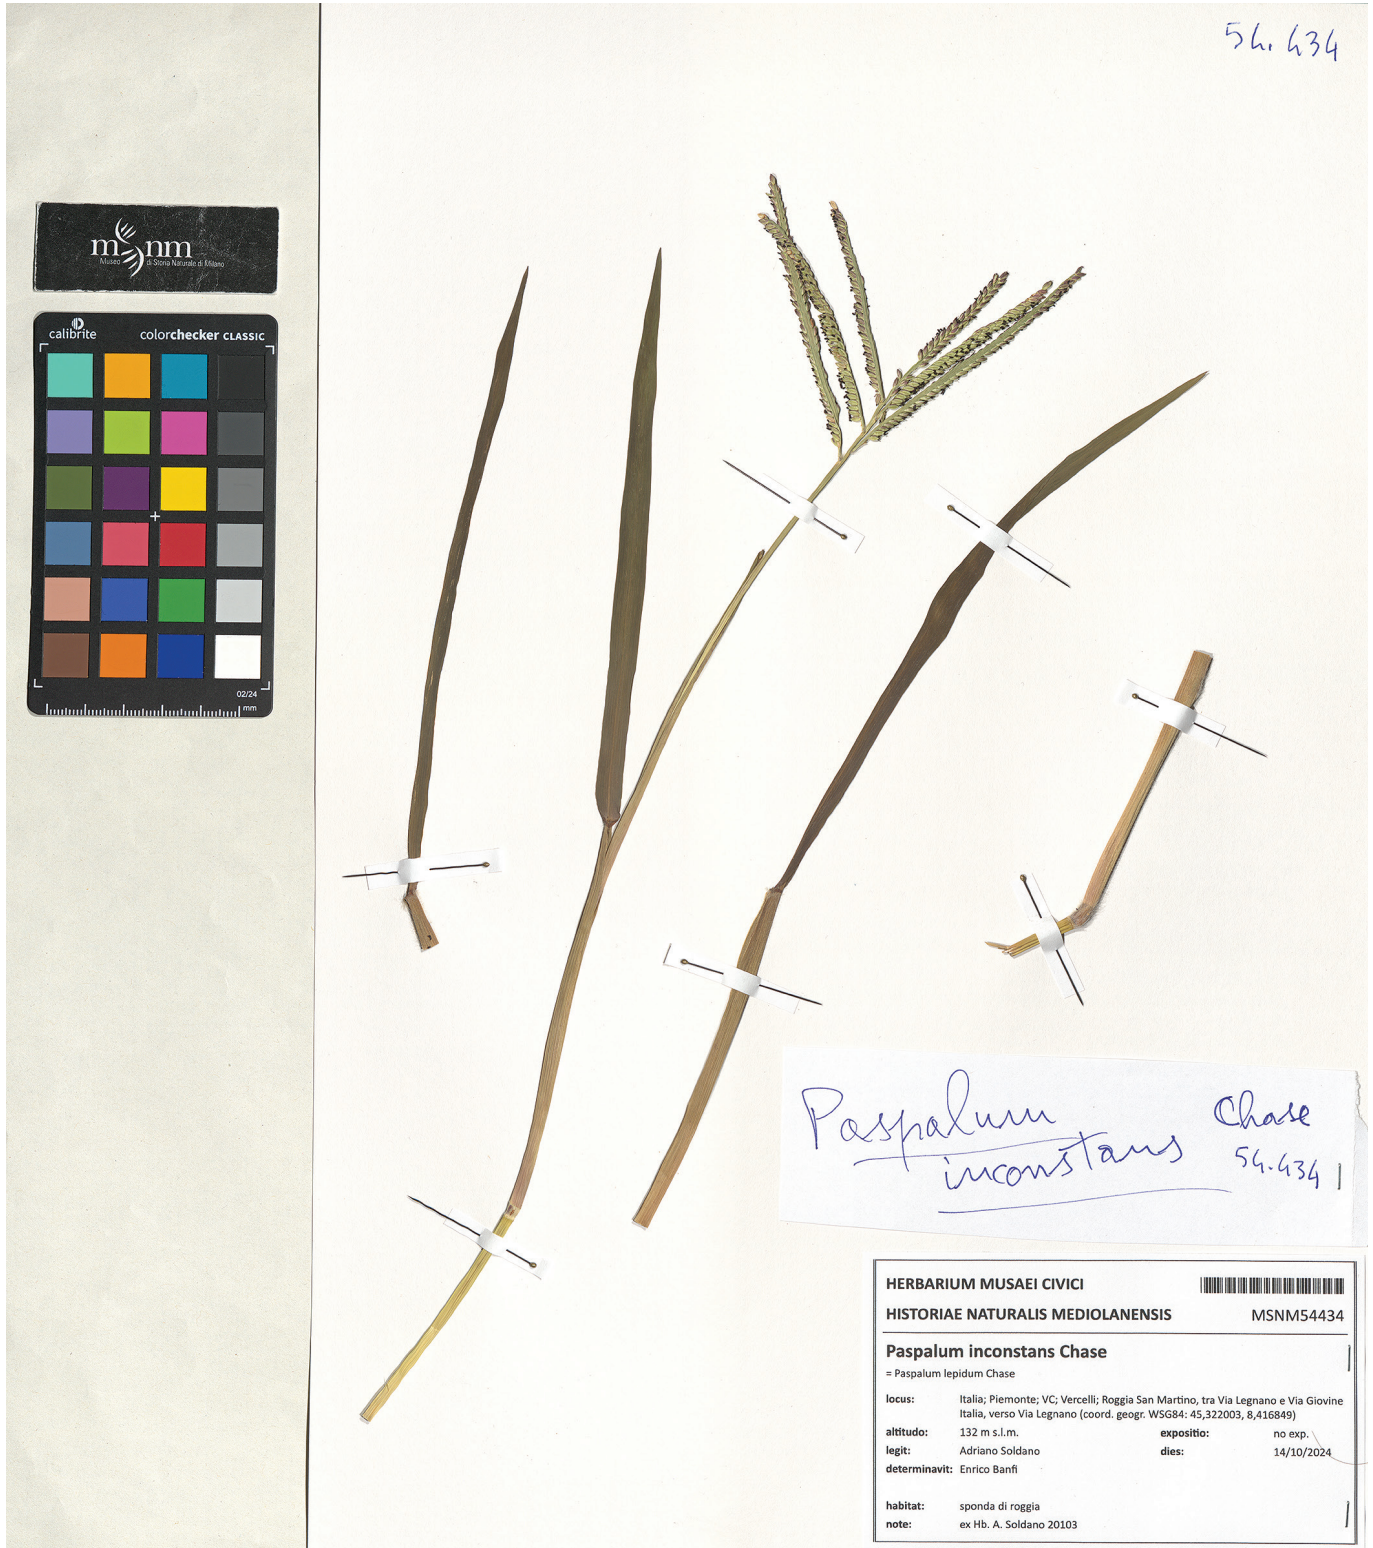 54.434
msnm
Museo di Storia Naturale di Milano
calibrite colorchecker CLASSIC
02/24
mm
Paspalum Chase
inconstans 54.434
HERBARIUM MUSAEI CIVICI
HISTORIAE NATURALIS MEDIOLANENSIS MSNM54434
Paspalum inconstans Chase
= Paspalum lepidum Chase
locus: Italia; Piemonte; VC; Vercelli; Roggia San Martino, tra Via Legnano e Via Giovine
Italia, verso Via Legnano (coord. geogr. WSG84: 45,322003, 8,416849)
altitudo: 132 m s.l.m. expositio: no exp.
legit: Adriano Soldano dies: 14/10/2024
determinavit: Enrico Banfi
habitat: sponda di roggia
note: ex Hb. A. Soldano 20103